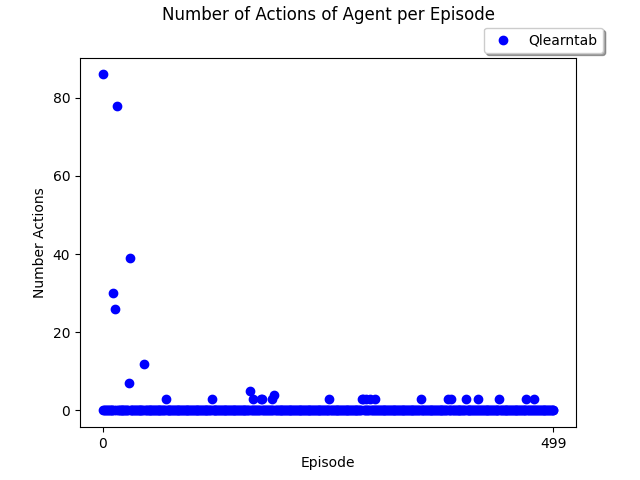 Number of Actions of Agent per Episode
Qlearntab
80
60
40
20
0
Number Actions
0 499
Episode